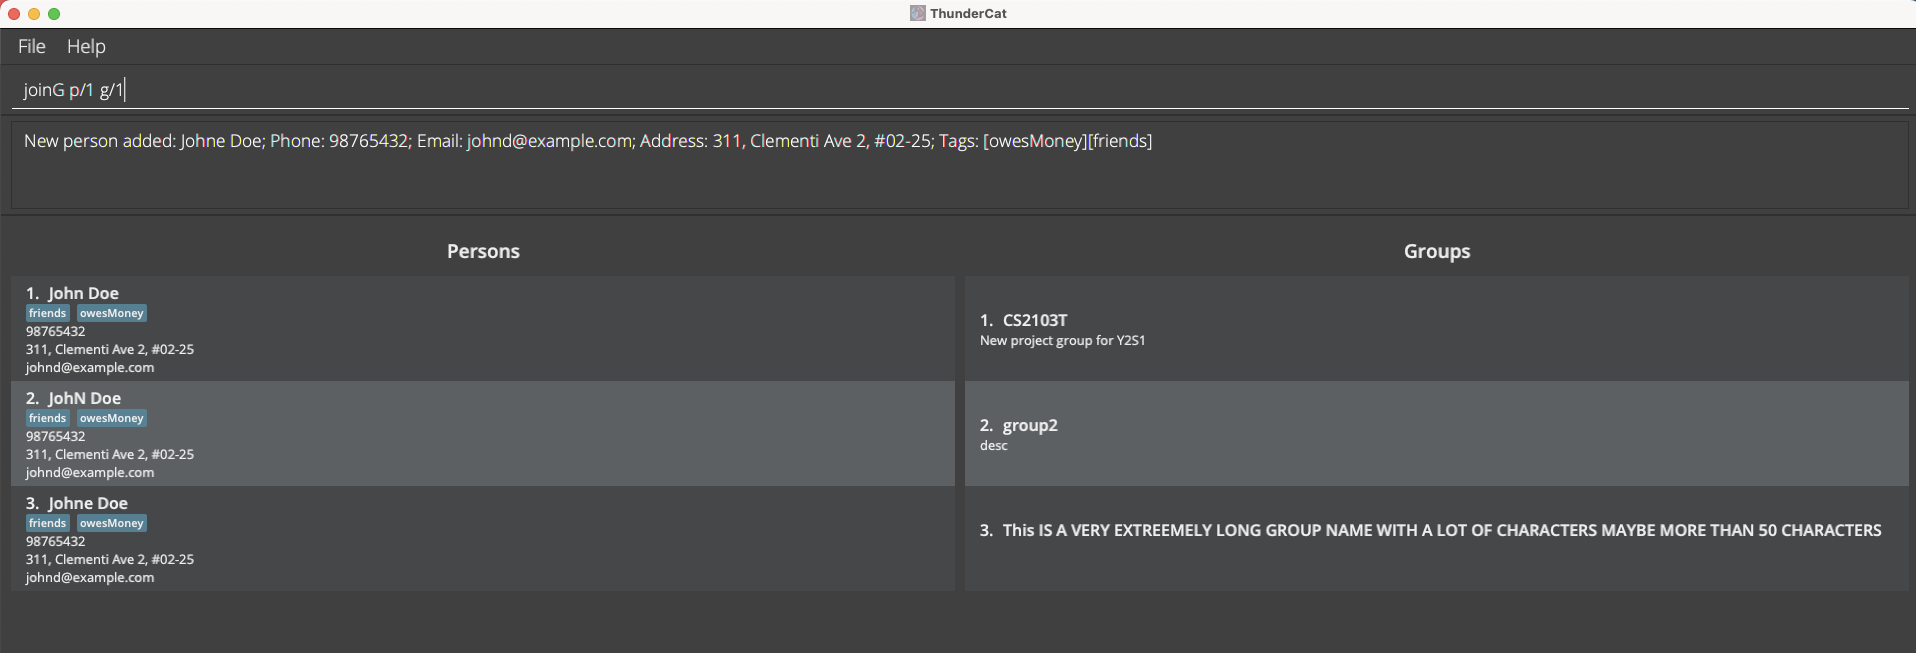 ThunderCat
File Help
joinG p/1 g/1
New person added: Johne Doe; Phone: 98765432; Email: johnd@example.com; Address: 311, Clementi Ave 2, #02-25; Tags: [owesMoney][friends]
Persons
1. John Doe
friends owesMoney
98765432
311, Clementi Ave 2, #02-25
johnd@example.com
2. JohN Doe
friends owesMoney
98765432
311, Clementi Ave 2, #02-25
johnd@example.com
3. Johne Doe
friends owesMoney
98765432
311, Clementi Ave 2, #02-25
johnd@example.com
Groups
1. CS2103T
New project group for Y2S1
2. group2
desc
3. This IS A VERY EXTREEMELY LONG GROUP NAME WITH A LOT OF CHARACTERS MAYBE MORE THAN 50 CHARACTERS